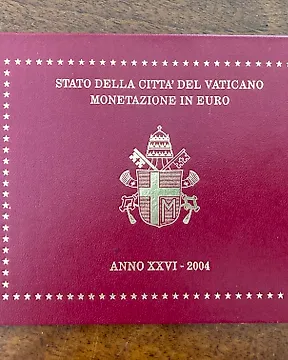 STATO DELLA CITTA' DEL VATICANO
MONETAZIONE IN EURO
M
ANNO XXVI - 2004